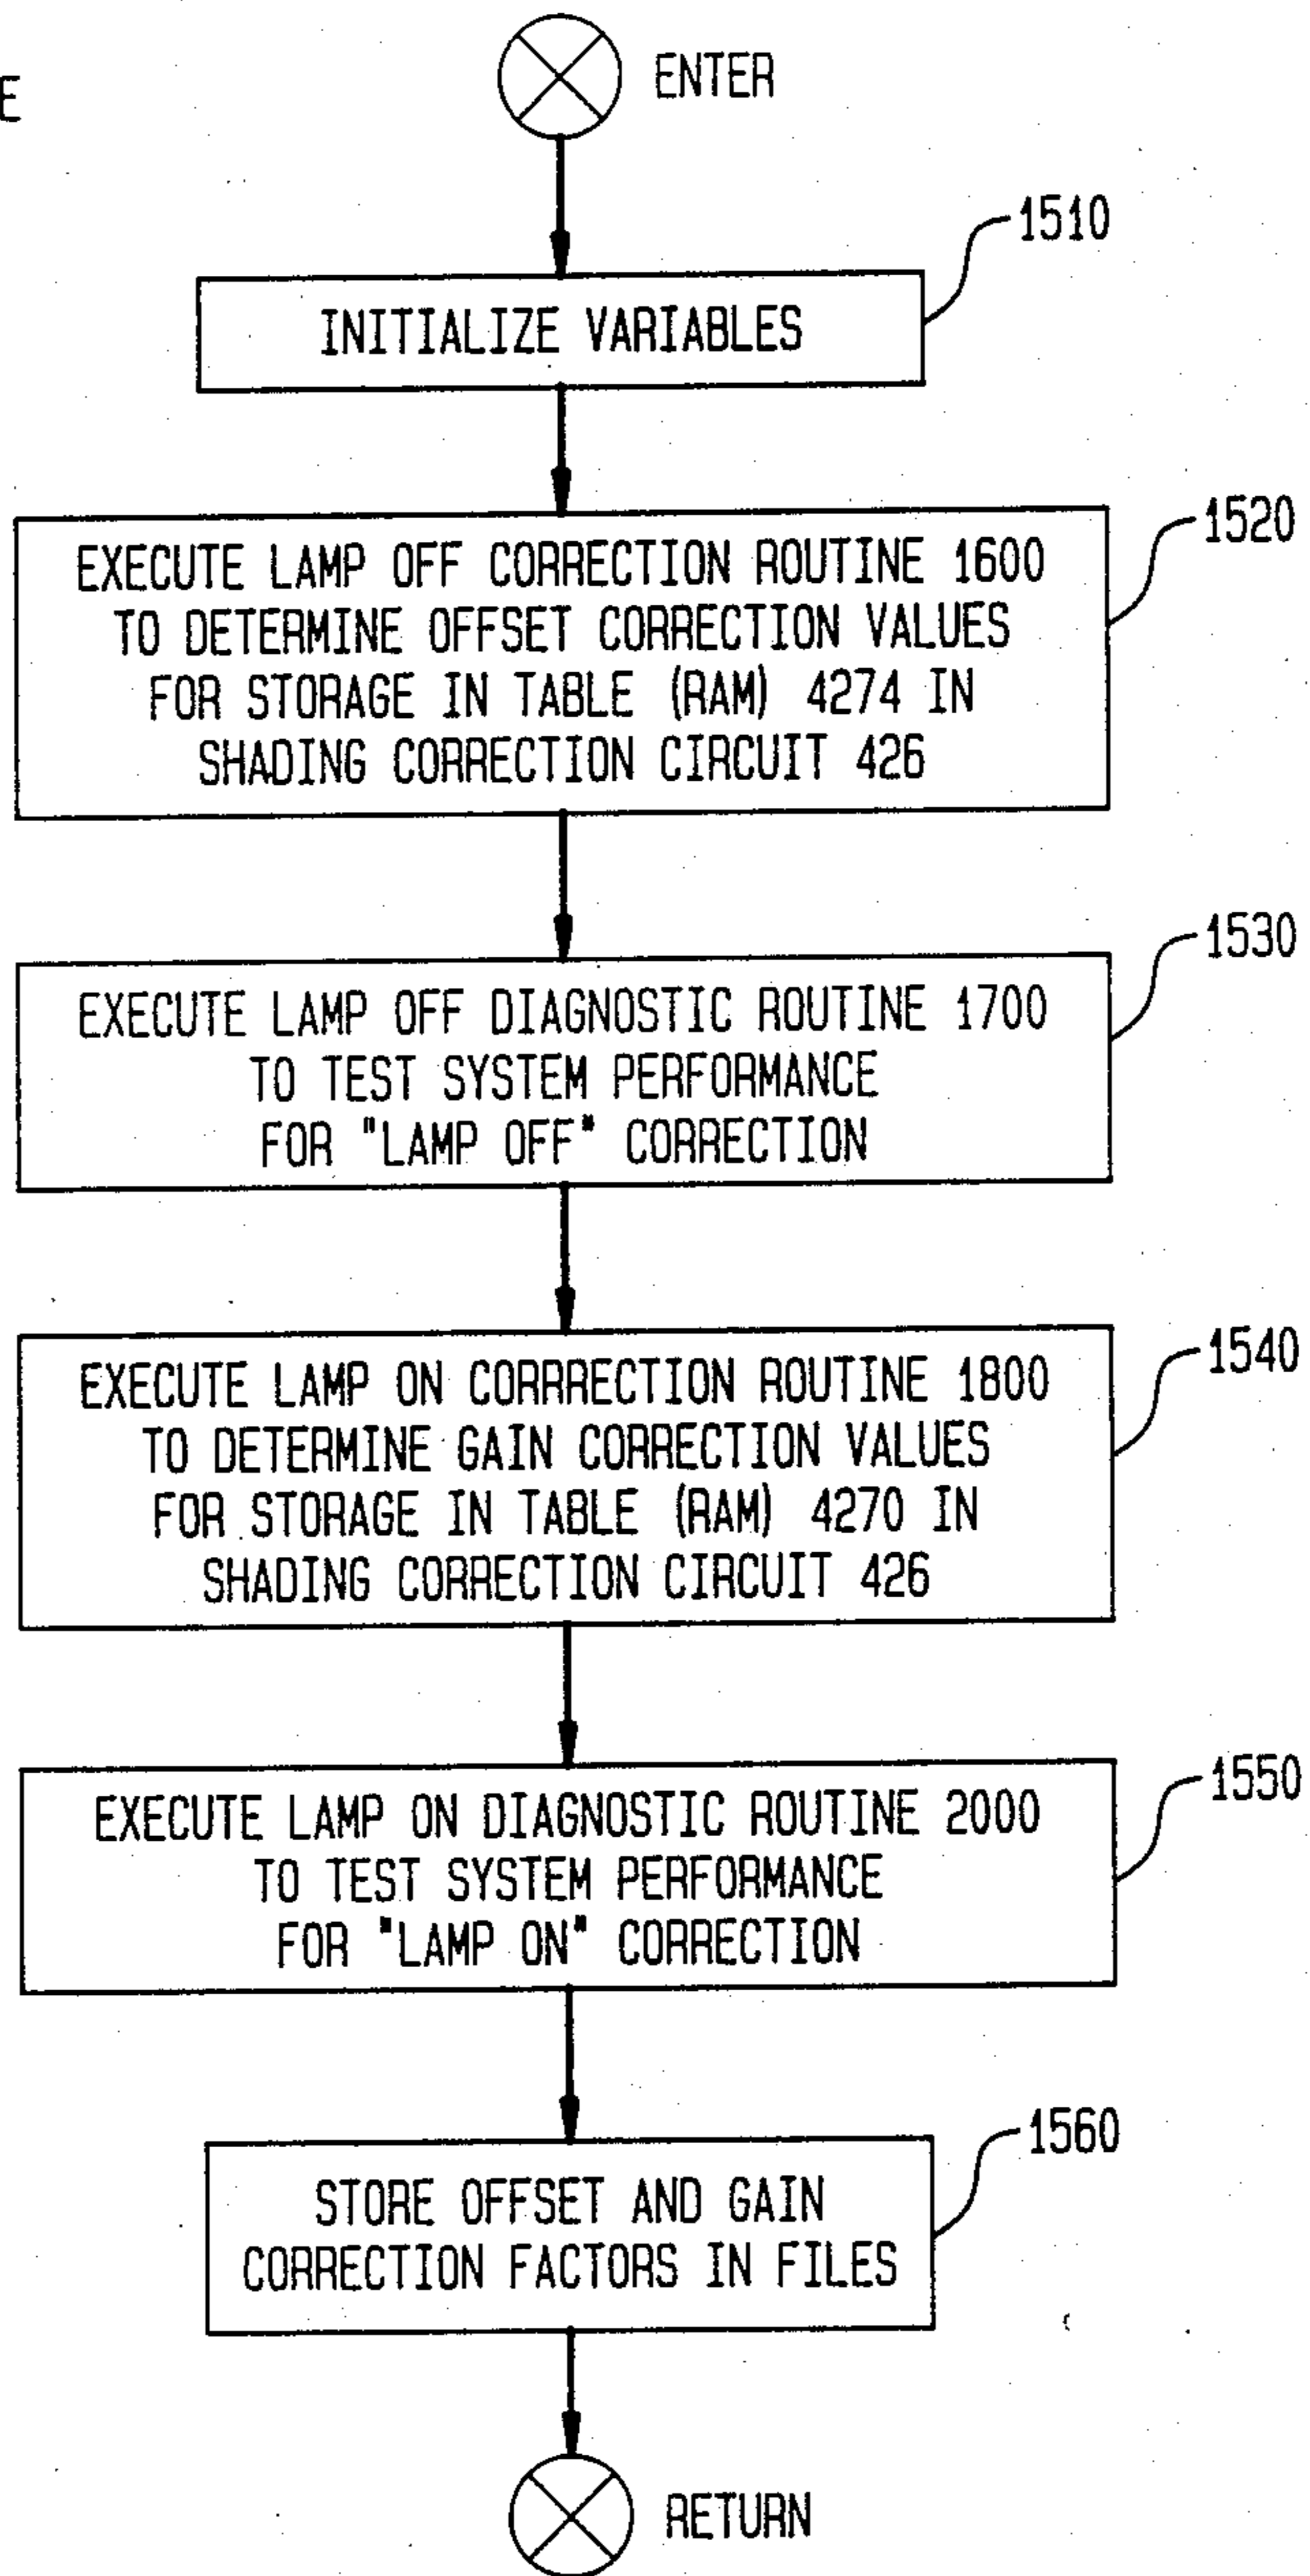 E
ENTER
1510
INITIALIZE VARIABLES
1520
EXECUTE LAMP OFF CORRECTION ROUTINE 1600
TO DETERMINE OFFSET CORRECTION VALUES
FOR STORAGE IN TABLE (RAM) 4274 IN
SHADING CORRECTION CIRCUIT 426
1530
EXECUTE LAMP OFF DIAGNOSTIC ROUTINE 1700
TO TEST SYSTEM PERFORMANCE
FOR "LAMP OFF" CORRECTION
1540
EXECUTE LAMP ON CORRRECTION ROUTINE 1800
TO DETERMINE GAIN CORRECTION VALUES
FOR STORAGE IN TABLE (RAM) 4270 IN
SHADING CORRECTION CIRCUIT 426
1550
EXECUTE LAMP ON DIAGNOSTIC ROUTINE 2000
TO TEST SYSTEM PERFORMANCE
FOR "LAMP ON" CORRECTION
1560
STORE OFFSET AND GAIN
CORRECTION FACTORS IN FILES
RETURN